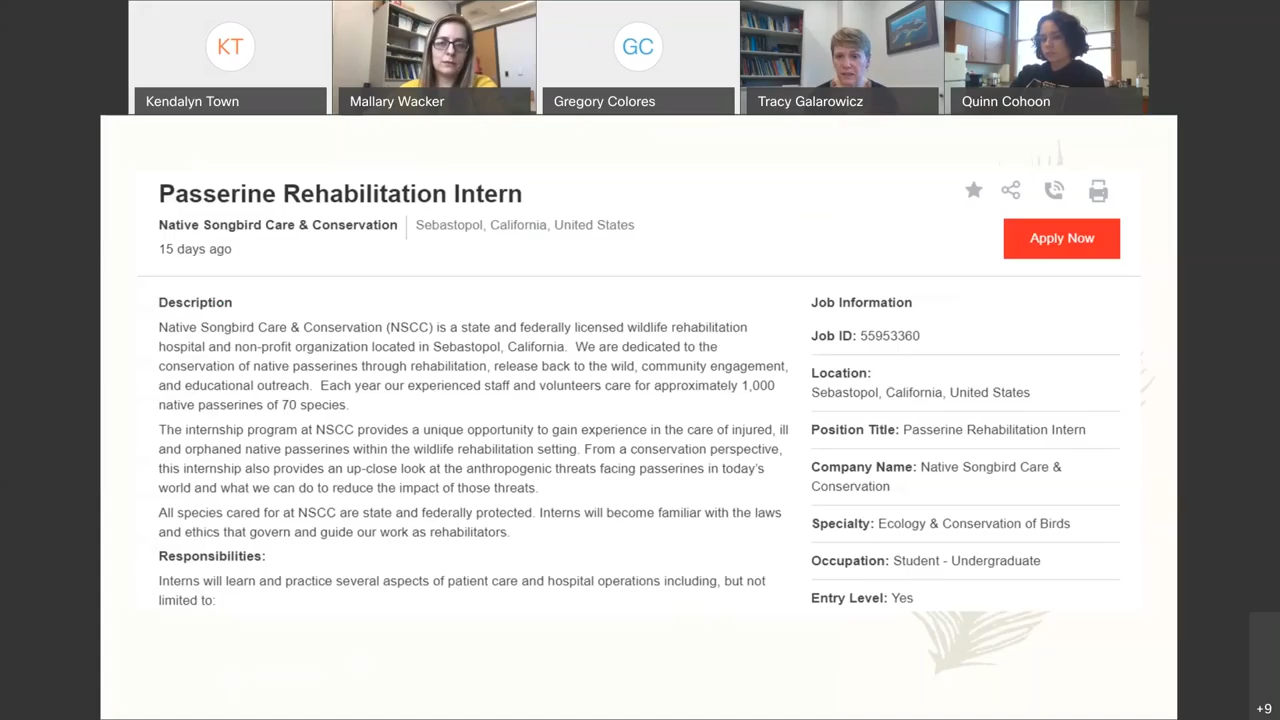 KT
GC
Kendalyn Town
Mallary Wacker
Gregory Colores
Tracy Galarowicz
Quinn Cohoon
Passerine Rehabilitation Intern
Native Songbird Care & Conservation
Sebastopol, California, United States
15 days ago
Apply Now
Description
Native Songbird Care & Conservation (NSCC) is a state and federally licensed wildlife rehabilitation
hospital and non-profit organization located in Sebastopol, California. We are dedicated to the
conservation of native passerines through rehabilitation, release back to the wild, community engagement,
and educational outreach. Each year our experienced staff and volunteers care for approximately 1,000
native passerines of 70 species.
The internship program at NSCC provides a unique opportunity to gain experience in the care of injured, ill
and orphaned native passerines within the wildlife rehabilitation setting. From a conservation perspective,
this internship also provides an up-close look at the anthropogenic threats facing passerines in today's
world and what we can do to reduce the impact of those threats.
All species cared for at NSCC are state and federally protected. Interns will become familiar with the laws
and ethics that govern and guide our work as rehabilitators.
Responsibilities:
Interns will learn and practice several aspects of patient care and hospital operations including, but not
limited to:
Job Information
Job ID: 55953360
Location:
Sebastopol, California, United States
Position Title: Passerine Rehabilitation Intern
Company Name: Native Songbird Care &
Conservation
Specialty: Ecology & Conservation of Birds
Occupation: Student - Undergraduate
Entry Level: Yes
+9